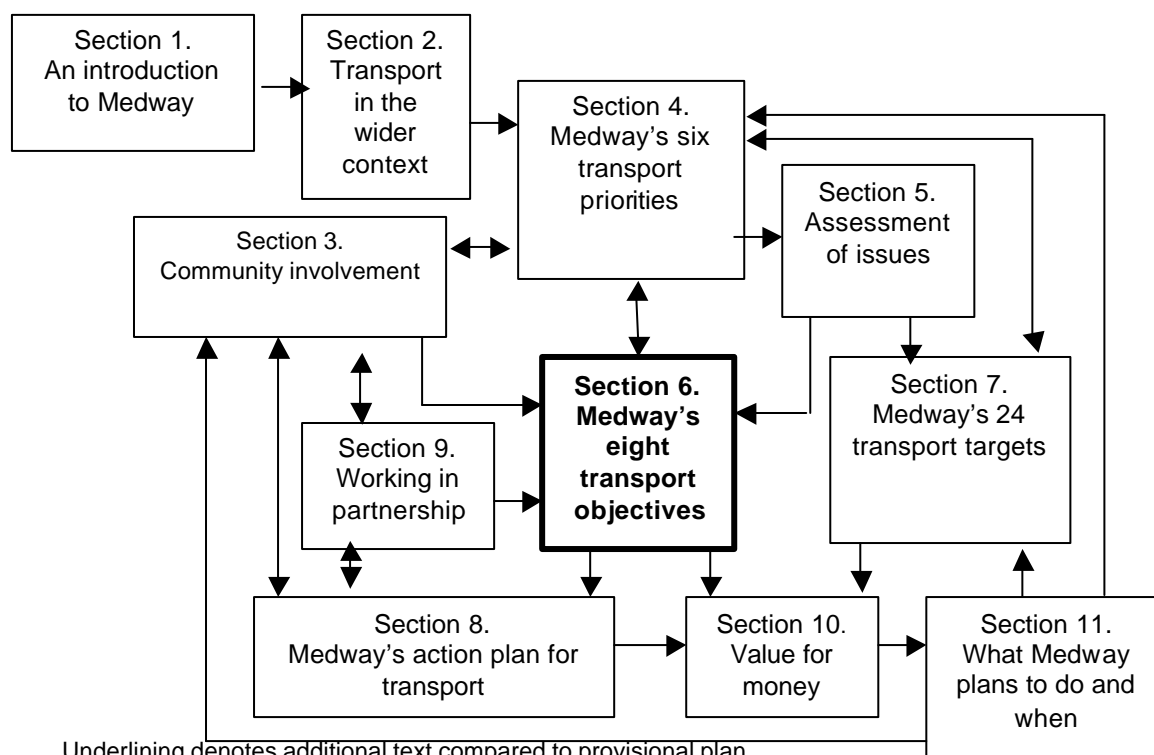 Section 1.
An introduction
to Medway
Section 2.
Transport
in the
wider
context
Section 4.
Medway's six
transport
priorities
Section 5.
Assessment
of issues
Section 3.
Community involvement
Section 6.
Medway's
eight
transport
objectives
Section 7.
Medway's 24
transport targets
Section 9.
Working in
partnership
Section 8.
Medway's action plan for
transport
Section 10.
Value for
money
Section 11.
What Medway
plans to do and
when
Underlining denotes additional text compared to provisional plan